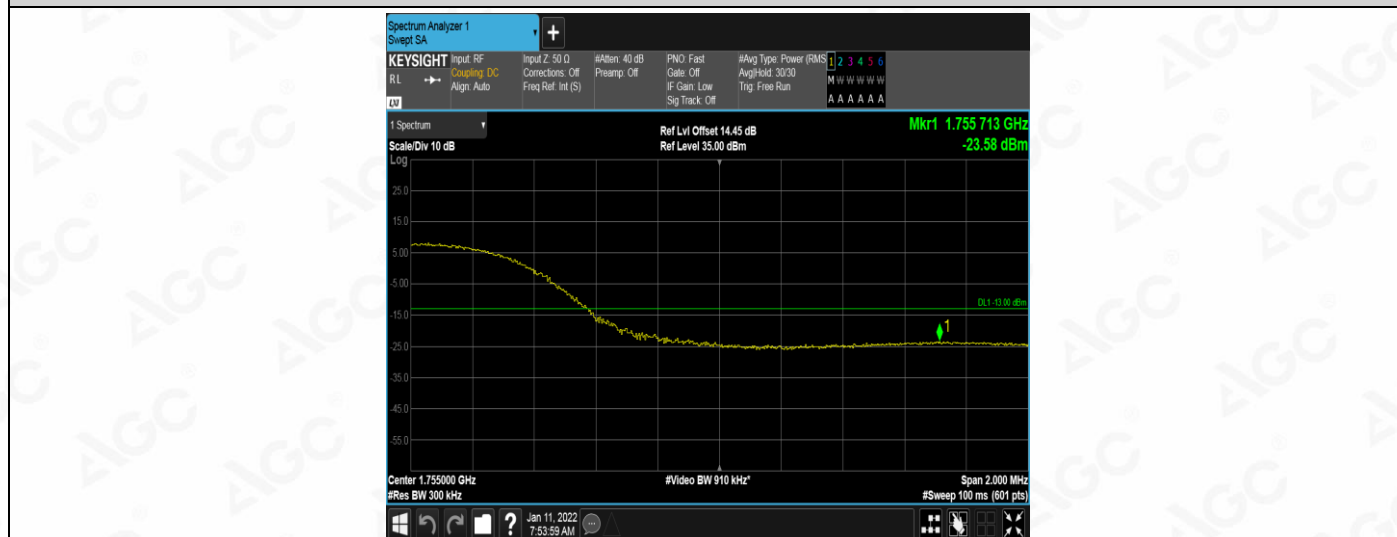 Spectrum Analyzer 1
Swept SA
+
KEYSIGHT
RL
LXI
Input: RF
Coupling: DC
Align: Auto
Input Z: 50 Ω
Corrections: Off
Freq Ref: Int (S)
#Atten: 40 dB
Preamp: Off
PNO: Fast
Gate: Off
IF Gain: Low
Sig Track: Off
#Avg Type: Power (RMS
Avg|Hold: 30/30
Trig: Free Run
1 2 3 4 5 6
M W W W W W
A A A A A A
1 Spectrum
Scale/Div 10 dB
Ref Lvl Offset 14.45 dB
Ref Level 35.00 dBm
Mkr1 1.755 713 GHz
-23.58 dBm
Log
25.0
15.0
5.00
-5.00
DL1 -13.00 dBm
-15.0
1
-25.0
-35.0
-45.0
-55.0
Center 1.755000 GHz
#Video BW 910 kHz*
Span 2.000 MHz
#Res BW 300 kHz
#Sweep 100 ms (601 pts)
?
Jan 11, 2022
7:53:59 AM
AGC